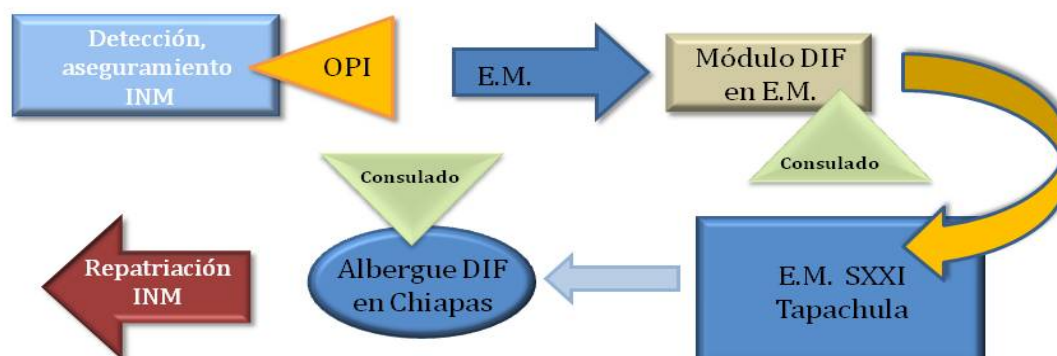 Detección,
aseguramiento
INM
OPI
E.M.
Módulo DIF
en E.M.
Consulado
Consulado
E.M. SXXI
Tapachula
Albergue DIF
en Chiapas
Repatriación
INM